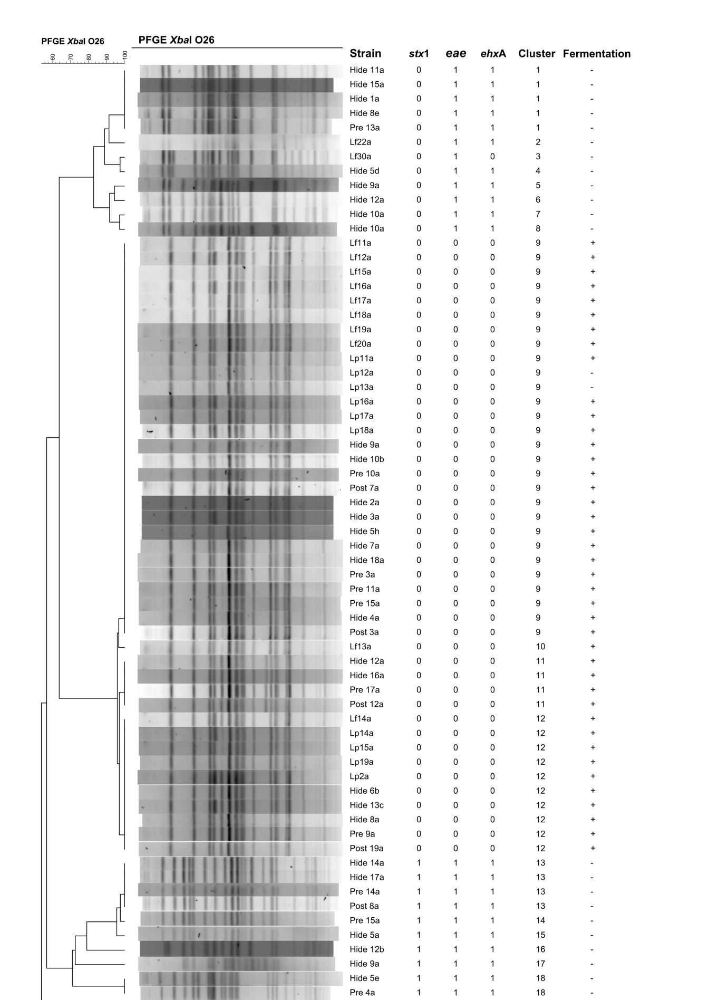 PFGE XbaI O26 PFGE XbaI O26
60 70 80 90 100
Strain stx1 eae ehxA Cluster Fermentation
Hide 11a 0 1 1 1 -
Hide 15a 0 1 1 1 -
Hide 1a 0 1 1 1 -
Hide 8e 0 1 1 1 -
Pre 13a 0 1 1 1 -
Lf22a 0 1 1 2 -
Lf30a 0 1 0 3 -
Hide 5d 0 1 1 4 -
Hide 9a 0 1 1 5 -
Hide 12a 0 1 1 6 -
Hide 10a 0 1 1 7 -
Hide 10a 0 1 1 8 -
Lf11a 0 0 0 9 +
Lf12a 0 0 0 9 +
Lf15a 0 0 0 9 +
Lf16a 0 0 0 9 +
Lf17a 0 0 0 9 +
Lf18a 0 0 0 9 +
Lf19a 0 0 0 9 +
Lf20a 0 0 0 9 +
Lp11a 0 0 0 9 +
Lp12a 0 0 0 9 -
Lp13a 0 0 0 9 -
Lp16a 0 0 0 9 +
Lp17a 0 0 0 9 +
Lp18a 0 0 0 9 +
Hide 9a 0 0 0 9 +
Hide 10b 0 0 0 9 +
Pre 10a 0 0 0 9 +
Post 7a 0 0 0 9 +
Hide 2a 0 0 0 9 +
Hide 3a 0 0 0 9 +
Hide 5h 0 0 0 9 +
Hide 7a 0 0 0 9 +
Hide 18a 0 0 0 9 +
Pre 3a 0 0 0 9 +
Pre 11a 0 0 0 9 +
Pre 15a 0 0 0 9 +
Hide 4a 0 0 0 9 +
Post 3a 0 0 0 9 +
Lf13a 0 0 0 10 +
Hide 12a 0 0 0 11 +
Hide 16a 0 0 0 11 +
Pre 17a 0 0 0 11 +
Post 12a 0 0 0 11 +
Lf14a 0 0 0 12 +
Lp14a 0 0 0 12 +
Lp15a 0 0 0 12 +
Lp19a 0 0 0 12 +
Lp2a 0 0 0 12 +
Hide 6b 0 0 0 12 +
Hide 13c 0 0 0 12 +
Hide 8a 0 0 0 12 +
Pre 9a 0 0 0 12 +
Post 19a 0 0 0 12 +
Hide 14a 1 1 1 13 -
Hide 17a 1 1 1 13 -
Pre 14a 1 1 1 13 -
Post 8a 1 1 1 13 -
Pre 15a 1 1 1 14 -
Hide 5a 1 1 1 15 -
Hide 12b 1 1 1 16 -
Hide 9a 1 1 1 17 -
Hide 5e 1 1 1 18 -
Pre 4a 1 1 1 18 -